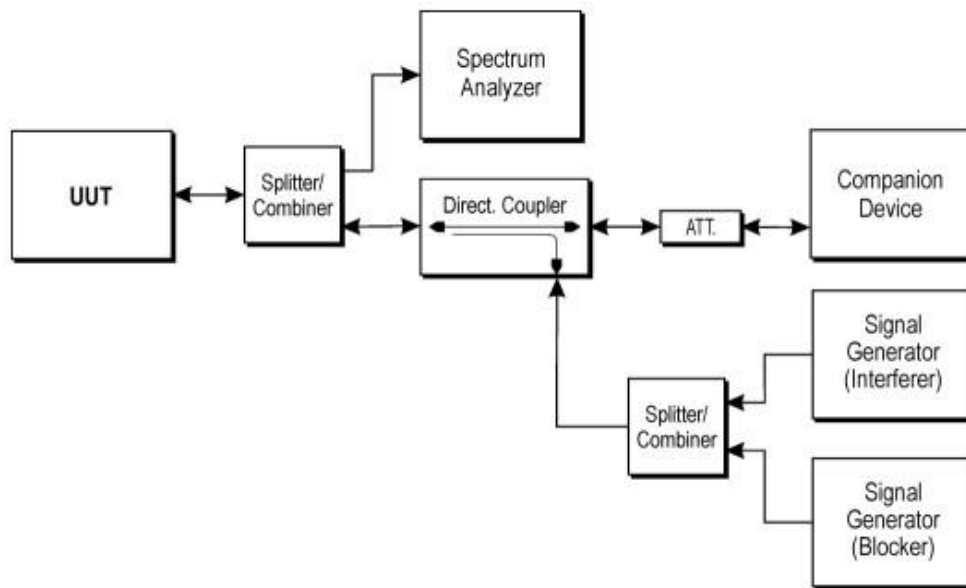 Spectrum
Analyzer
UUT
Splitter/
Combiner
Direct. Coupler
ATT.
Companion
Device
Signal
Generator
(Interferer)
Splitter/
Combiner
Signal
Generator
(Blocker)